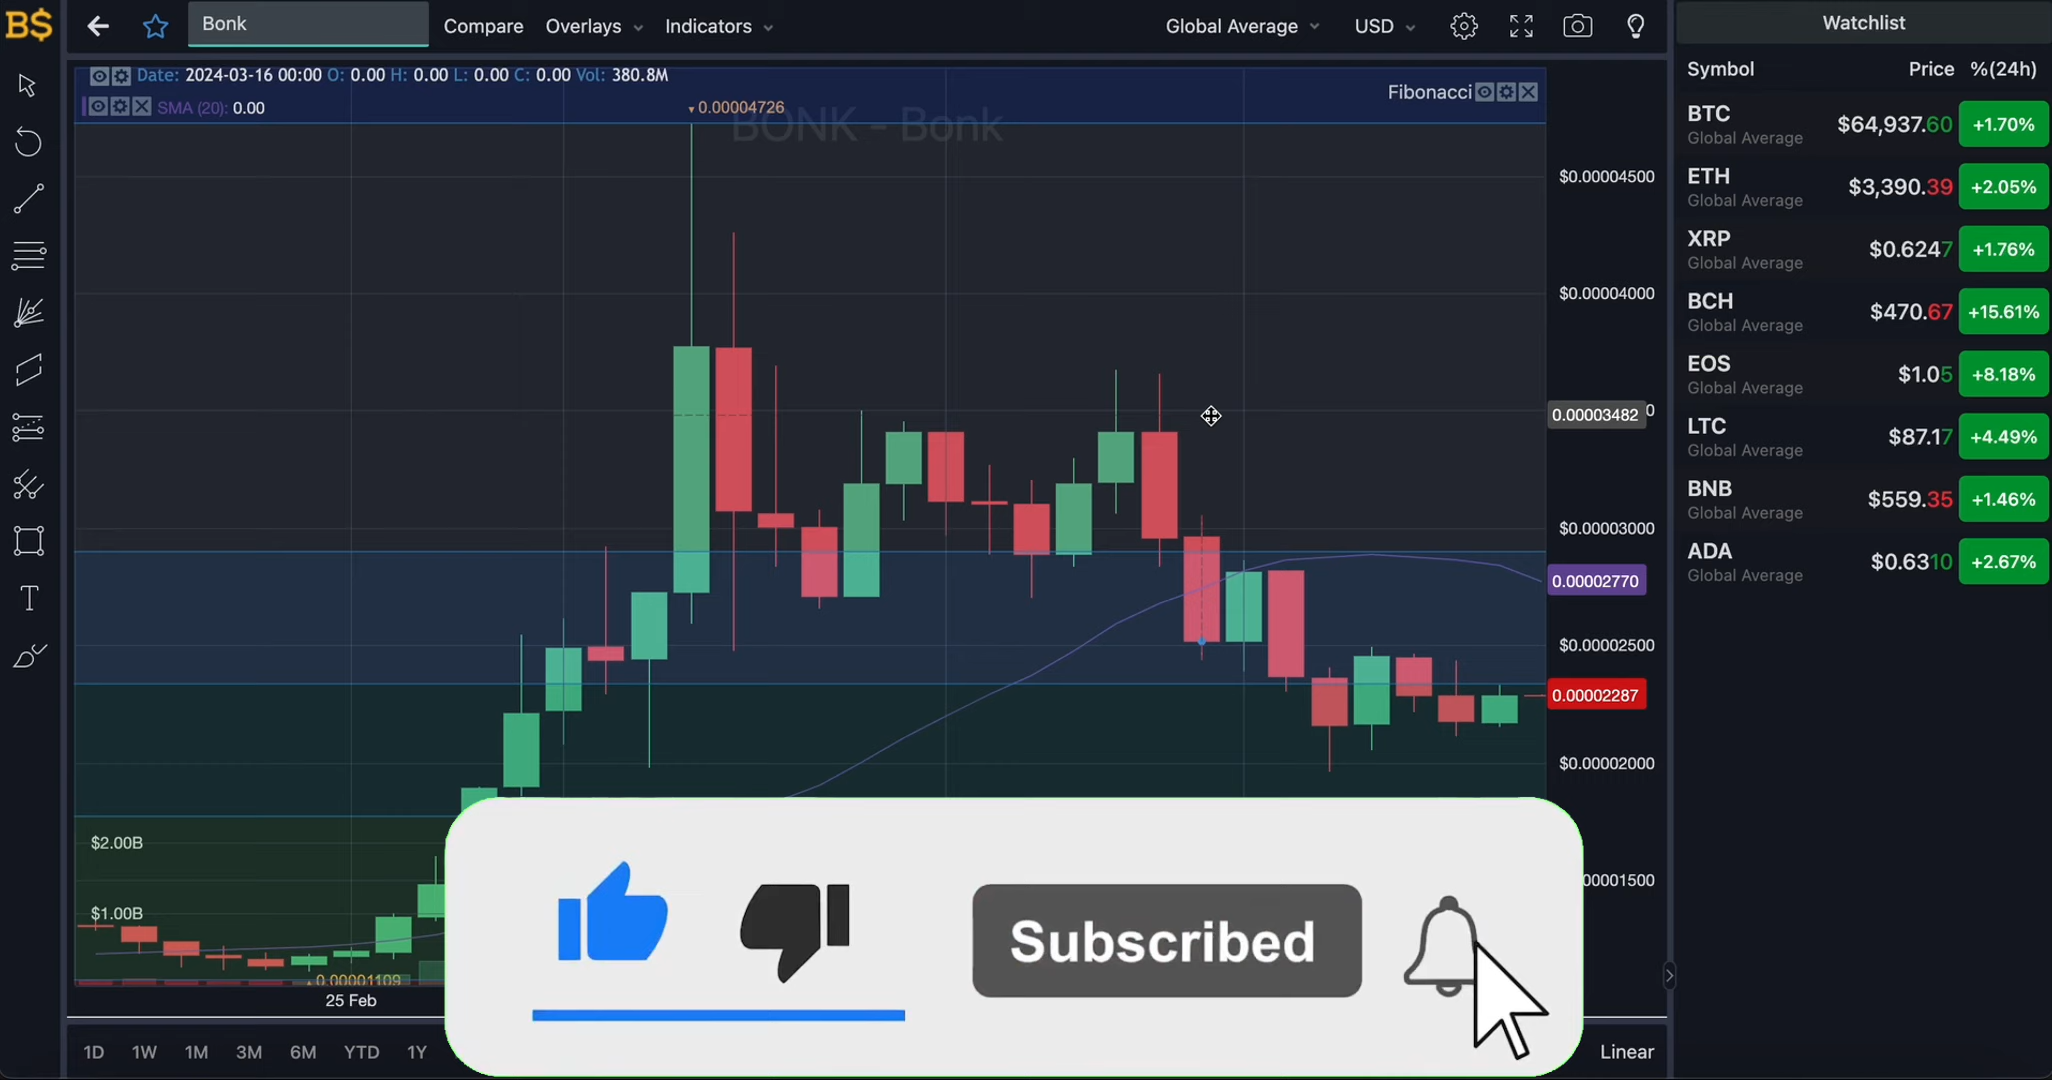 B$
Bonk
Compare Overlays Indicators
Global Average USD
Watchlist
Date: 2024-03-16 00:00 O: 0.00 H: 0.00 L: 0.00 C: 0.00 Vol: 380.8M
SMA (20): 0.00
0.00004726
BONK - Bonk
Fibonacci
$0.00004500
$0.00004000
0.00003482
$0.00003000
0.00002770
$0.00002500
0.00002287
$0.00002000
00001500
$2.00B
$1.00B
0.00001109
25 Feb
1D 1W 1M 3M 6M YTD 1Y
Linear
Subscribed
Symbol Price %(24h)
BTC $64,937.60 +1.70%
Global Average
ETH $3,390.39 +2.05%
Global Average
XRP $0.6247 +1.76%
Global Average
BCH $470.67 +15.61%
Global Average
EOS $1.05 +8.18%
Global Average
LTC $87.17 +4.49%
Global Average
BNB $559.35 +1.46%
Global Average
ADA $0.6310 +2.67%
Global Average